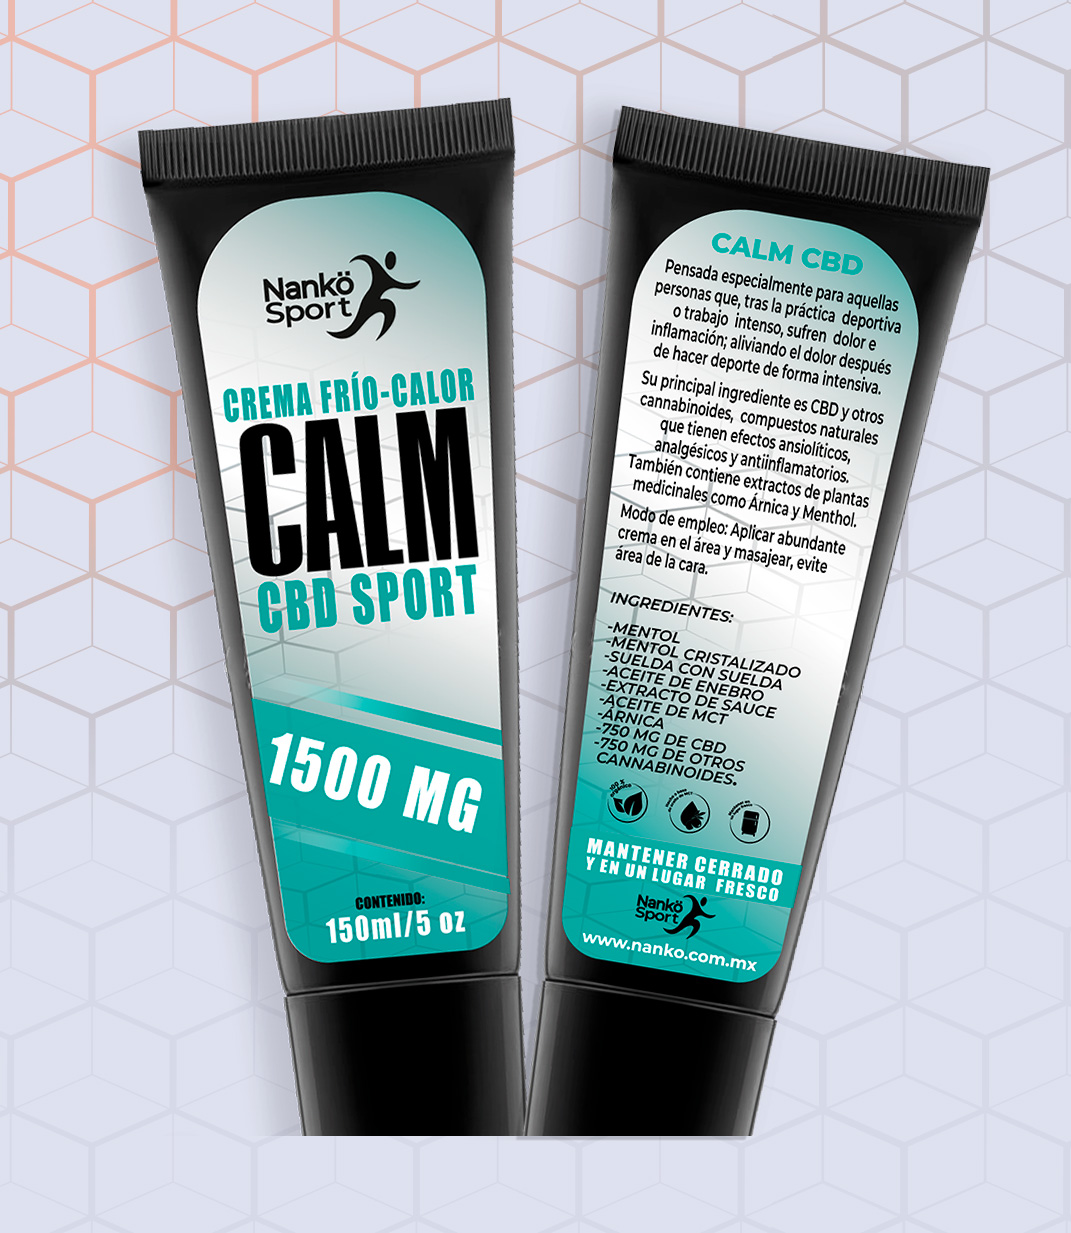 Nankö
Sport
CREMA FRÍO-CALOR
CALM
CBD SPORT
1500 MG
CONTENIDO:
150ml/5 oz
CALM CBD
Pensada especialmente para aquellas
personas que, tras la práctica deportiva
o trabajo intenso, sufren dolor e
inflamación; aliviando el dolor después
de hacer deporte de forma intensiva.
Su principal ingrediente es CBD y otros
cannabinoides, compuestos naturales
que tienen efectos ansiolíticos,
analgésicos y antiinflamatorios.
También contiene extractos de plantas
medicinales como Árnica y Menthol.
Modo de empleo: Aplicar abundante
crema en el área y masajear, evite
área de la cara.
INGREDIENTES:
-MENTOL
-MENTOL CRISTALIZADO
-SUELDA CON SUELDA
-ACEITE DE ENEBRO
-EXTRACTO DE SAUCE
-ACEITE DE MCT
-ÁRNICA
-750 MG DE CBD
-750 MG DE OTROS
CANNABINOIDES.
100 %
orgánico
MANTENER CERRADO
Y EN UN LUGAR FRESCO
Nankö
Sport
www.nanko.com.mx